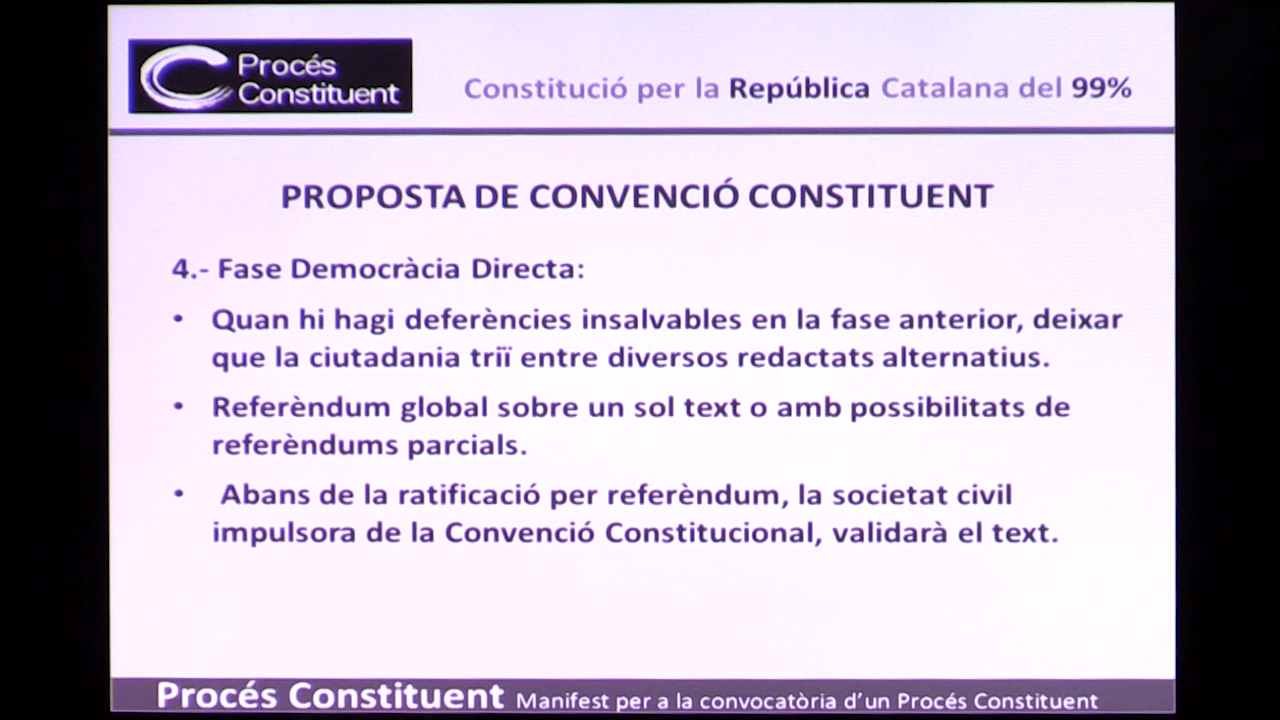 Procés
Constituent
Constitució per la República Catalana del 99%
PROPOSTA DE CONVENCIÓ CONSTITUENT
4.- Fase Democràcia Directa:
• Quan hi hagi deferències insalvables en la fase anterior, deixar
que la ciutadania triï entre diversos redactats alternatius.
• Referèndum global sobre un sol text o amb possibilitats de
referèndums parcials.
• Abans de la ratificació per referèndum, la societat civil
impulsora de la Convenció Constitucional, validarà el text.
Procés Constituent Manifest per a la convocatòria d'un Procés Constituent